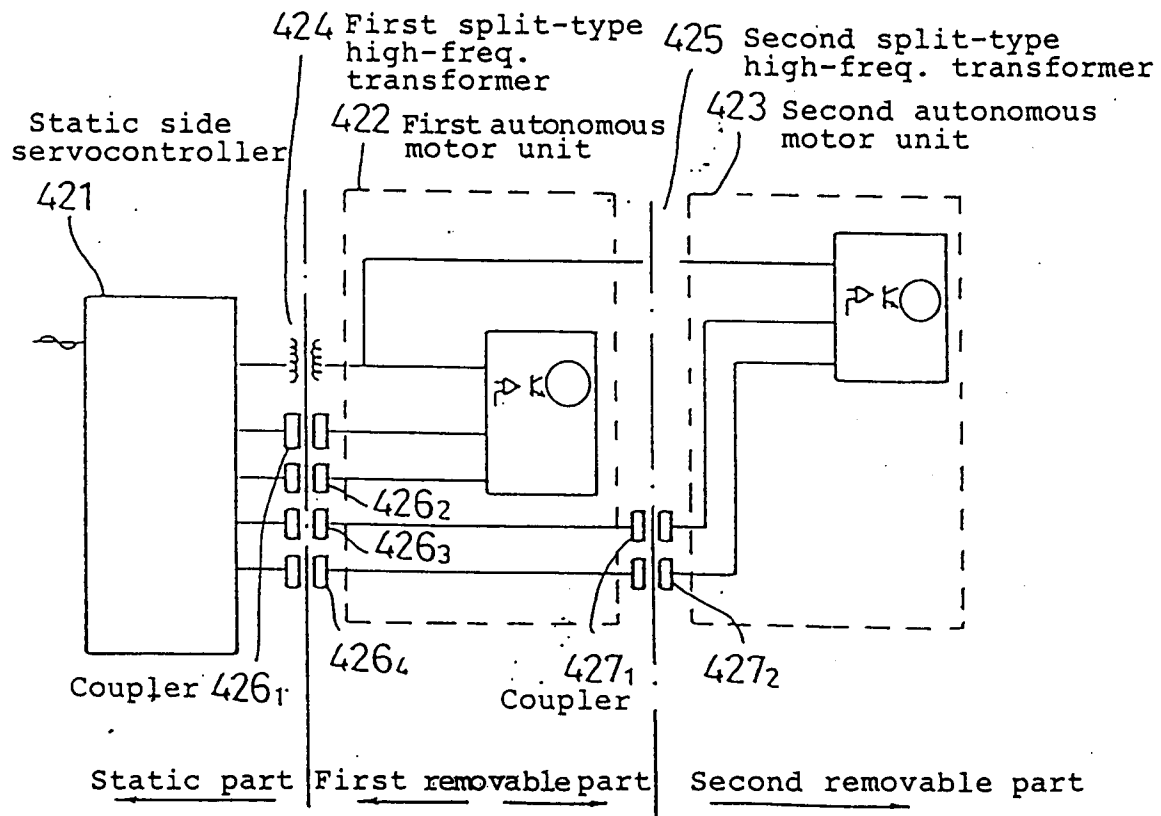 424 First split-type
high-freq.
transformer
425 Second split-type
high-freq. transformer
422 First autonomous
motor unit
423 Second autonomous
motor unit
Static side
servocontroller
421
426₂
426₃
426₄
Coupler 426₁
427₁
Coupler
427₂
Static part
First removable part
Second removable part